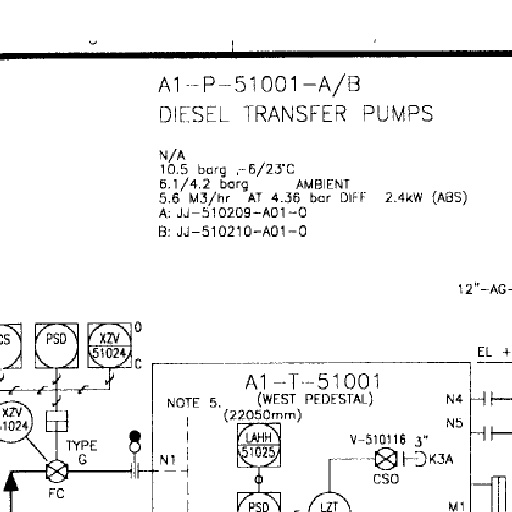 A1-P-51001-A/B
DIESEL TRANSFER PUMPS
N/A
10.5 barg -6/23°C
6.1/4.2 barg AMBIENT
5.6 M3/hr AT 4.36 bar DIFF 2.4kW (ABS)
A: JJ-510209-A01-0
B: JJ-510210-A01-0
12"-AG-
CS
PSD
XZV
51024
O
C
EL +
A1-T-51001
(WEST PEDESTAL)
NOTE 5.
(22050mm)
N4
N5
XZV
1024
TYPE
G
FC
N1
LAHH
51025
V-510116 3"
K3A
CSO
PSD
LZT
M1